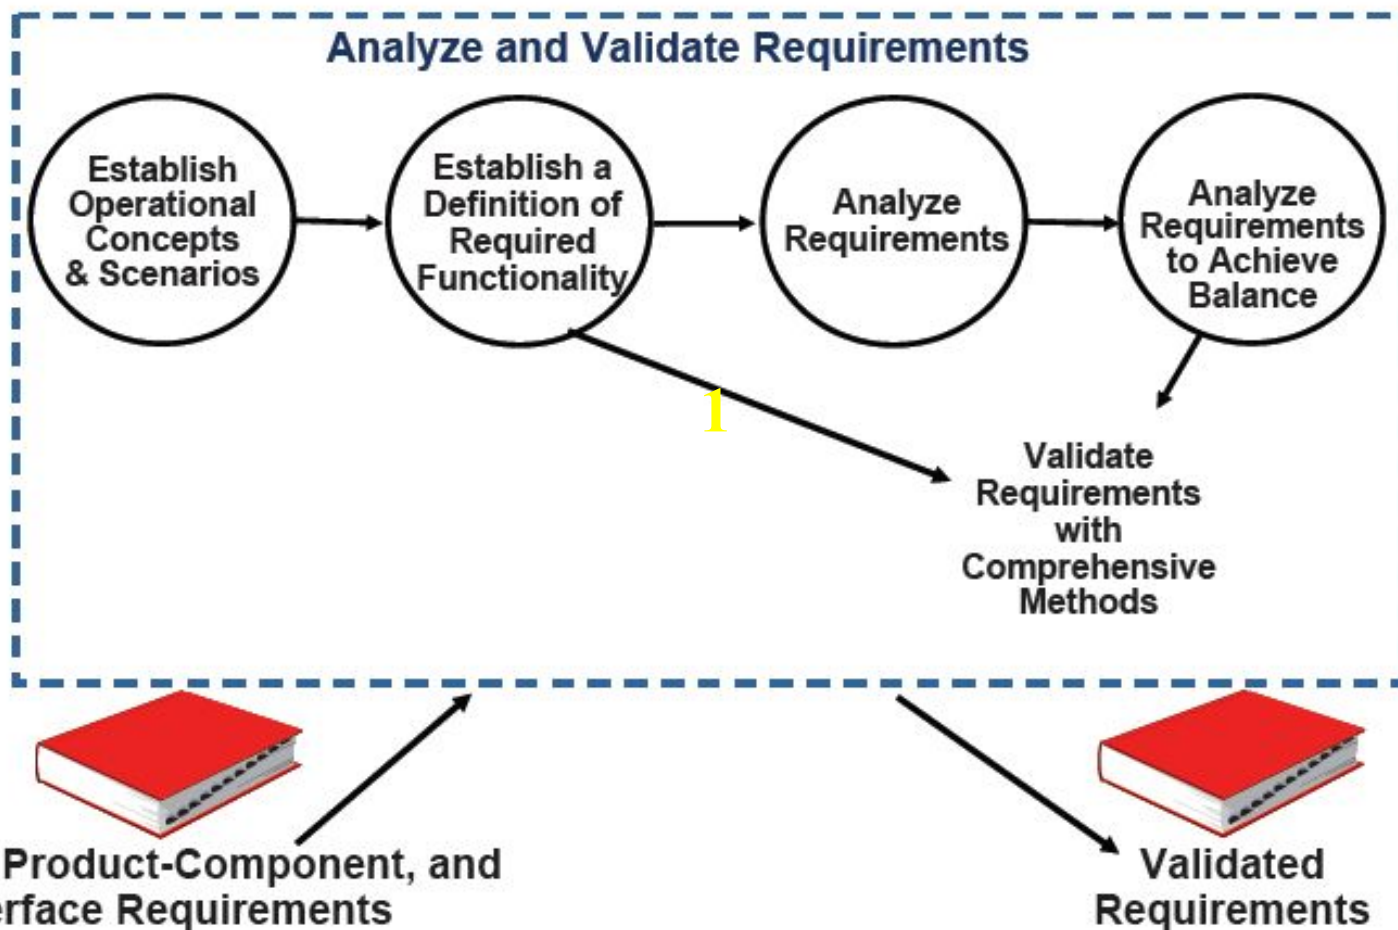 Analyze and Validate Requirements
Establish
Operational
Concepts
& Scenarios
Establish a
Definition of
Required
Functionality
Analyze
Requirements
Analyze
Requirements
to Achieve
Balance
1
Validate
Requirements
with
Comprehensive
Methods
Product-Component, and
erface Requirements
Validated
Requirements